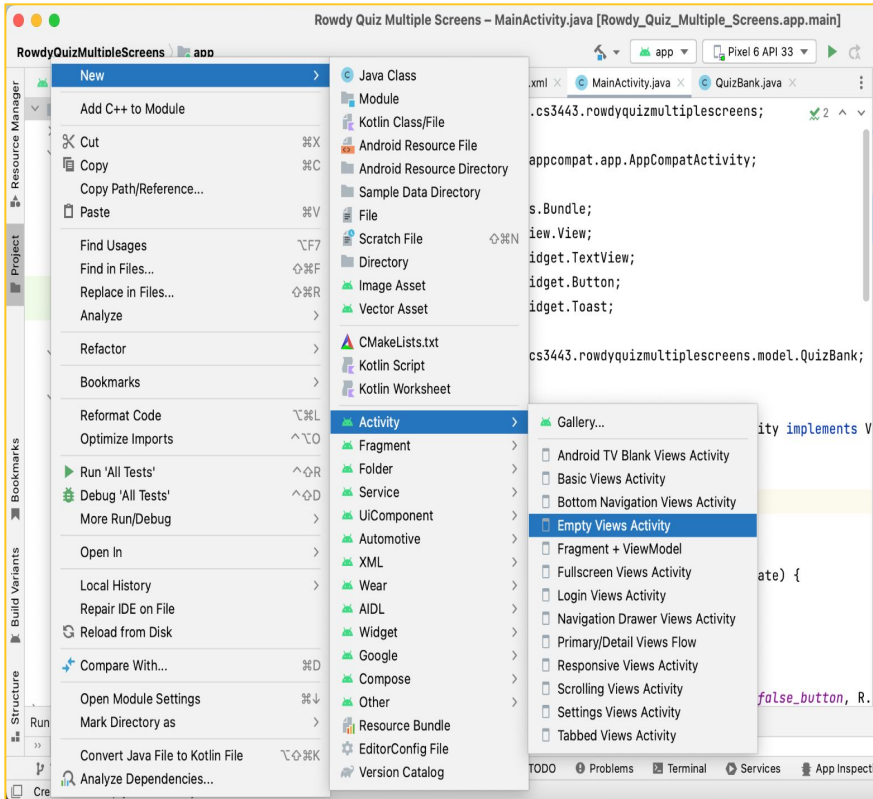 Rowdy Quiz Multiple Screens – MainActivity.java [Rowdy_Quiz_Multiple_Screens.app.main]
RowdyQuizMultipleScreens app
app
Pixel 6 API 33
.xml
MainActivity.java
QuizBank.java
Resource Manager
Project
Bookmarks
Build Variants
Structure
New
Add C++ to Module
Cut ⌘X
Copy ⌘C
Copy Path/Reference...
Paste ⌘V
Find Usages ⌥F7
Find in Files... ⇧⌘F
Replace in Files... ⇧⌘R
Analyze
Refactor
Bookmarks
Reformat Code ⌥⌘L
Optimize Imports ^⌥O
Run 'All Tests' ^⇧R
Debug 'All Tests' ^⇧D
More Run/Debug
Open In
Local History
Repair IDE on File
Reload from Disk
Compare With... ⌘D
Open Module Settings ⌘↓
Mark Directory as
Convert Java File to Kotlin File ⌥⇧⌘K
Analyze Dependencies...
Java Class
Module
Kotlin Class/File
Android Resource File
Android Resource Directory
Sample Data Directory
File
Scratch File ⇧⌘N
Directory
Image Asset
Vector Asset
CMakeLists.txt
Kotlin Script
Kotlin Worksheet
Activity
Fragment
Folder
Service
UiComponent
Automotive
XML
Wear
AIDL
Widget
Google
Compose
Other
Resource Bundle
EditorConfig File
Version Catalog
Gallery...
Android TV Blank Views Activity
Basic Views Activity
Bottom Navigation Views Activity
Empty Views Activity
Fragment + ViewModel
Fullscreen Views Activity
Login Views Activity
Navigation Drawer Views Activity
Primary/Detail Views Flow
Responsive Views Activity
Scrolling Views Activity
Settings Views Activity
Tabbed Views Activity
.cs3443.rowdyquizmultiplescreens; 2
appcompat.app.AppCompatActivity;
s.Bundle;
iew.View;
idget.TextView;
idget.Button;
idget.Toast;
cs3443.rowdyquizmultiplescreens.model.QuizBank;
ity implements V
ate) {
false_button, R.
Run
TODO Problems Terminal Services App Inspecti
Cre